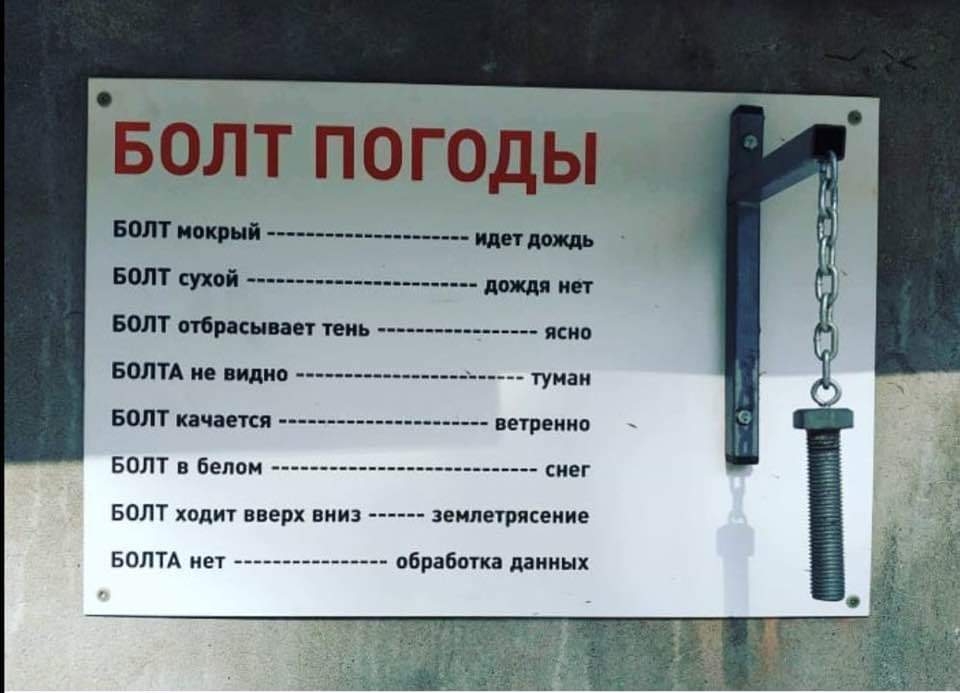 БОЛТ ПОГОДЫ
БОЛТ мокрый --------------------- идет дождь
БОЛТ сухой ------------------------ дождя нет
БОЛТ отбрасывает тень ---------------- ясно
БОЛТА не видно ----------------------- туман
БОЛТ качается ---------------------- ветренно
БОЛТ в белом --------------------------- снег
БОЛТ ходит вверх вниз ------ землетрясение
БОЛТА нет ---------------- обработка данных